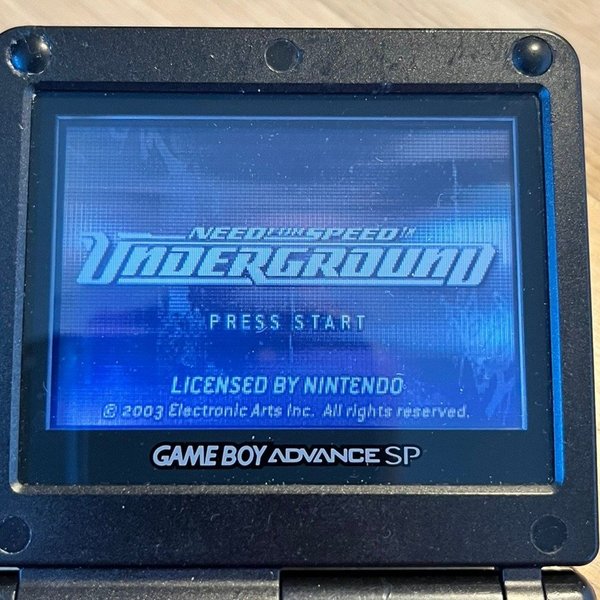 NEED FOR SPEED™
UNDERGROUND
PRESS START
LICENSED BY NINTENDO
© 2003 Electronic Arts Inc. All rights reserved.
GAME BOY ADVANCE SP